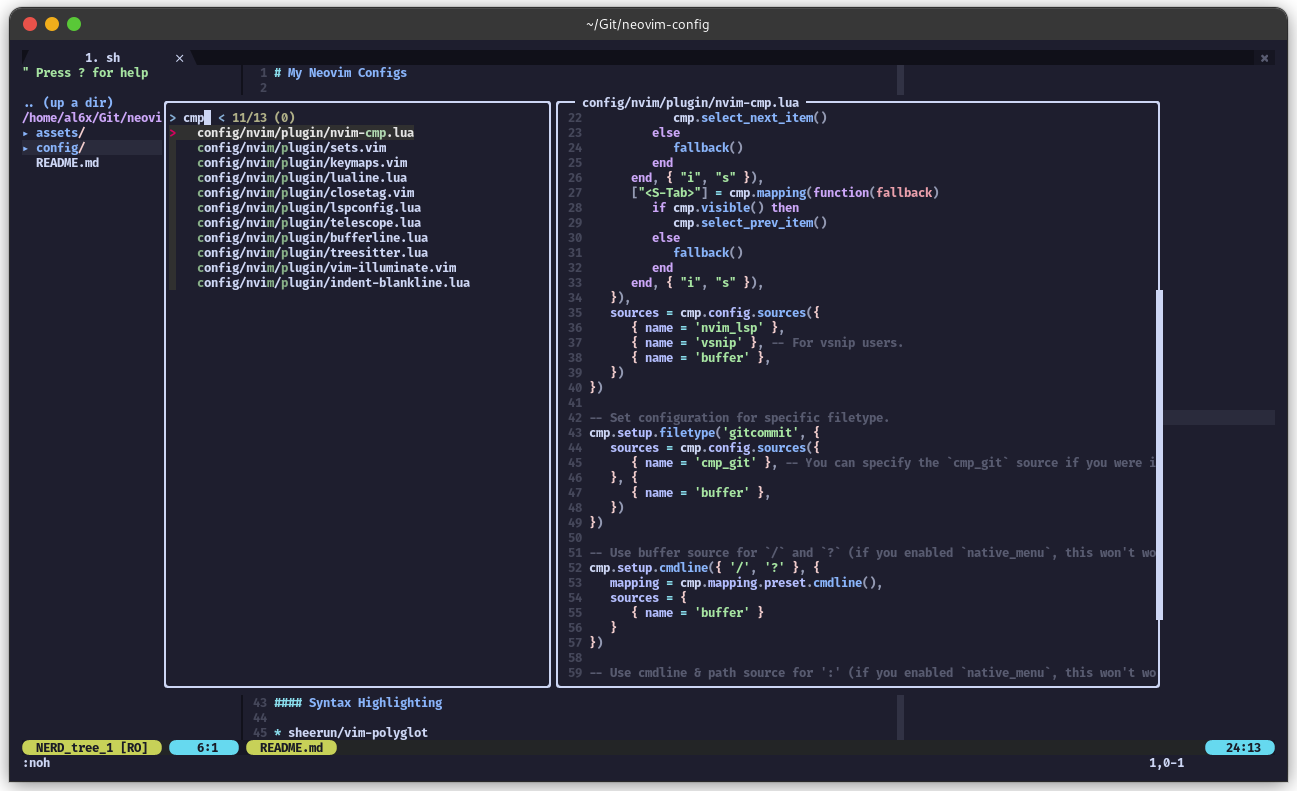 ~/Git/neovim-config
1. sh ×
" Press ? for help
.. (up a dir)
/home/al6x/Git/neovi
▸ assets/
▸ config/
README.md
1 # My Neovim Configs
2
> cmp < 11/13 (0)
> config/nvim/plugin/nvim-cmp.lua
config/nvim/plugin/sets.vim
config/nvim/plugin/keymaps.vim
config/nvim/plugin/lualine.lua
config/nvim/plugin/closetag.vim
config/nvim/plugin/lspconfig.lua
config/nvim/plugin/telescope.lua
config/nvim/plugin/bufferline.lua
config/nvim/plugin/treesitter.lua
config/nvim/plugin/vim-illuminate.vim
config/nvim/plugin/indent-blankline.lua
config/nvim/plugin/nvim-cmp.lua
22 cmp.select_next_item()
23 else
24 fallback()
25 end
26 end, { "i", "s" }),
27 ["<S-Tab>"] = cmp.mapping(function(fallback)
28 if cmp.visible() then
29 cmp.select_prev_item()
30 else
31 fallback()
32 end
33 end, { "i", "s" }),
34 }),
35 sources = cmp.config.sources({
36 { name = 'nvim_lsp' },
37 { name = 'vsnip' }, -- For vsnip users.
38 { name = 'buffer' },
39 })
40 })
41
42 -- Set configuration for specific filetype.
43 cmp.setup.filetype('gitcommit', {
44 sources = cmp.config.sources({
45 { name = 'cmp_git' }, -- You can specify the `cmp_git` source if you were i
46 }, {
47 { name = 'buffer' },
48 })
49 })
50
51 -- Use buffer source for `/` and `?` (if you enabled `native_menu`, this won't wo
52 cmp.setup.cmdline({ '/', '?' }, {
53 mapping = cmp.mapping.preset.cmdline(),
54 sources = {
55 { name = 'buffer' }
56 }
57 })
58
59 -- Use cmdline & path source for ':' (if you enabled `native_menu`, this won't wo
43 #### Syntax Highlighting
44
45 * sheerun/vim-polyglot
NERD_tree_1 [RO] 6:1 README.md 24:13
:noh 1,0-1